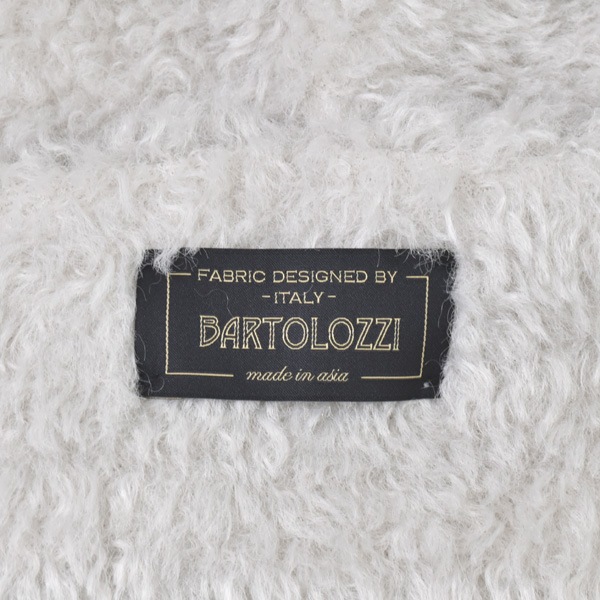 FABRIC DESIGNED BY
-ITALY-
BARTOLOZZI
made in asia